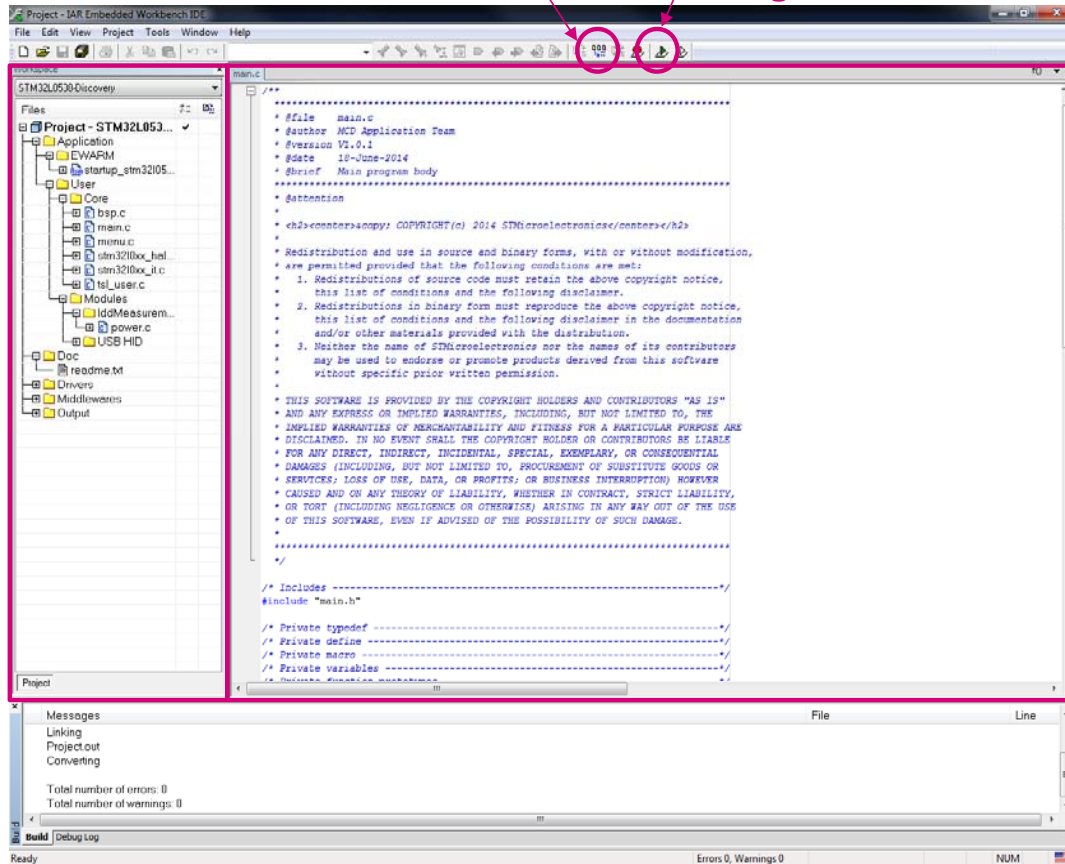 Project - IAR Embedded Workbench IDE
File Edit View Project Tools Window Help
Workspace
STM32L0538-Discovery
Files
Project - STM32L053...
Application
EWARM
startup_stm32l05...
User
Core
bsp.c
main.c
menu.c
stm32l0xx_hal...
stm32l0xx_it.c
tsl_user.c
Modules
IddMeasurem...
power.c
USB HID
Doc
readme.txt
Drivers
Middlewares
Output
Project
main.c
f()
/**
******************************************************************************
* @file main.c
* @author MCD Application Team
* @version V1.0.1
* @date 18-June-2014
* @brief Main program body
******************************************************************************
* @attention
*
* <h2><center>&copy; COPYRIGHT(c) 2014 STMicroelectronics</center></h2>
*
* Redistribution and use in source and binary forms, with or without modification,
* are permitted provided that the following conditions are met:
* 1. Redistributions of source code must retain the above copyright notice,
* this list of conditions and the following disclaimer.
* 2. Redistributions in binary form must reproduce the above copyright notice,
* this list of conditions and the following disclaimer in the documentation
* and/or other materials provided with the distribution.
* 3. Neither the name of STMicroelectronics nor the names of its contributors
* may be used to endorse or promote products derived from this software
* without specific prior written permission.
*
* THIS SOFTWARE IS PROVIDED BY THE COPYRIGHT HOLDERS AND CONTRIBUTORS "AS IS"
* AND ANY EXPRESS OR IMPLIED WARRANTIES, INCLUDING, BUT NOT LIMITED TO, THE
* IMPLIED WARRANTIES OF MERCHANTABILITY AND FITNESS FOR A PARTICULAR PURPOSE ARE
* DISCLAIMED. IN NO EVENT SHALL THE COPYRIGHT HOLDER OR CONTRIBUTORS BE LIABLE
* FOR ANY DIRECT, INDIRECT, INCIDENTAL, SPECIAL, EXEMPLARY, OR CONSEQUENTIAL
* DAMAGES (INCLUDING, BUT NOT LIMITED TO, PROCUREMENT OF SUBSTITUTE GOODS OR
* SERVICES; LOSS OF USE, DATA, OR PROFITS; OR BUSINESS INTERRUPTION) HOWEVER
* CAUSED AND ON ANY THEORY OF LIABILITY, WHETHER IN CONTRACT, STRICT LIABILITY,
* OR TORT (INCLUDING NEGLIGENCE OR OTHERWISE) ARISING IN ANY WAY OUT OF THE USE
* OF THIS SOFTWARE, EVEN IF ADVISED OF THE POSSIBILITY OF SUCH DAMAGE.
*
******************************************************************************
*/
/* Includes ------------------------------------------------------------------*/
#include "main.h"
/* Private typedef -----------------------------------------------------------*/
/* Private define ------------------------------------------------------------*/
/* Private macro -------------------------------------------------------------*/
/* Private variables ---------------------------------------------------------*/
/* Private function prototypes -----------------------------------------------*/
Messages File Line
Linking
Project.out
Converting
Total number of errors: 0
Total number of warnings: 0
Build
Build Debug Log
Ready Errors 0, Warnings 0 NUM